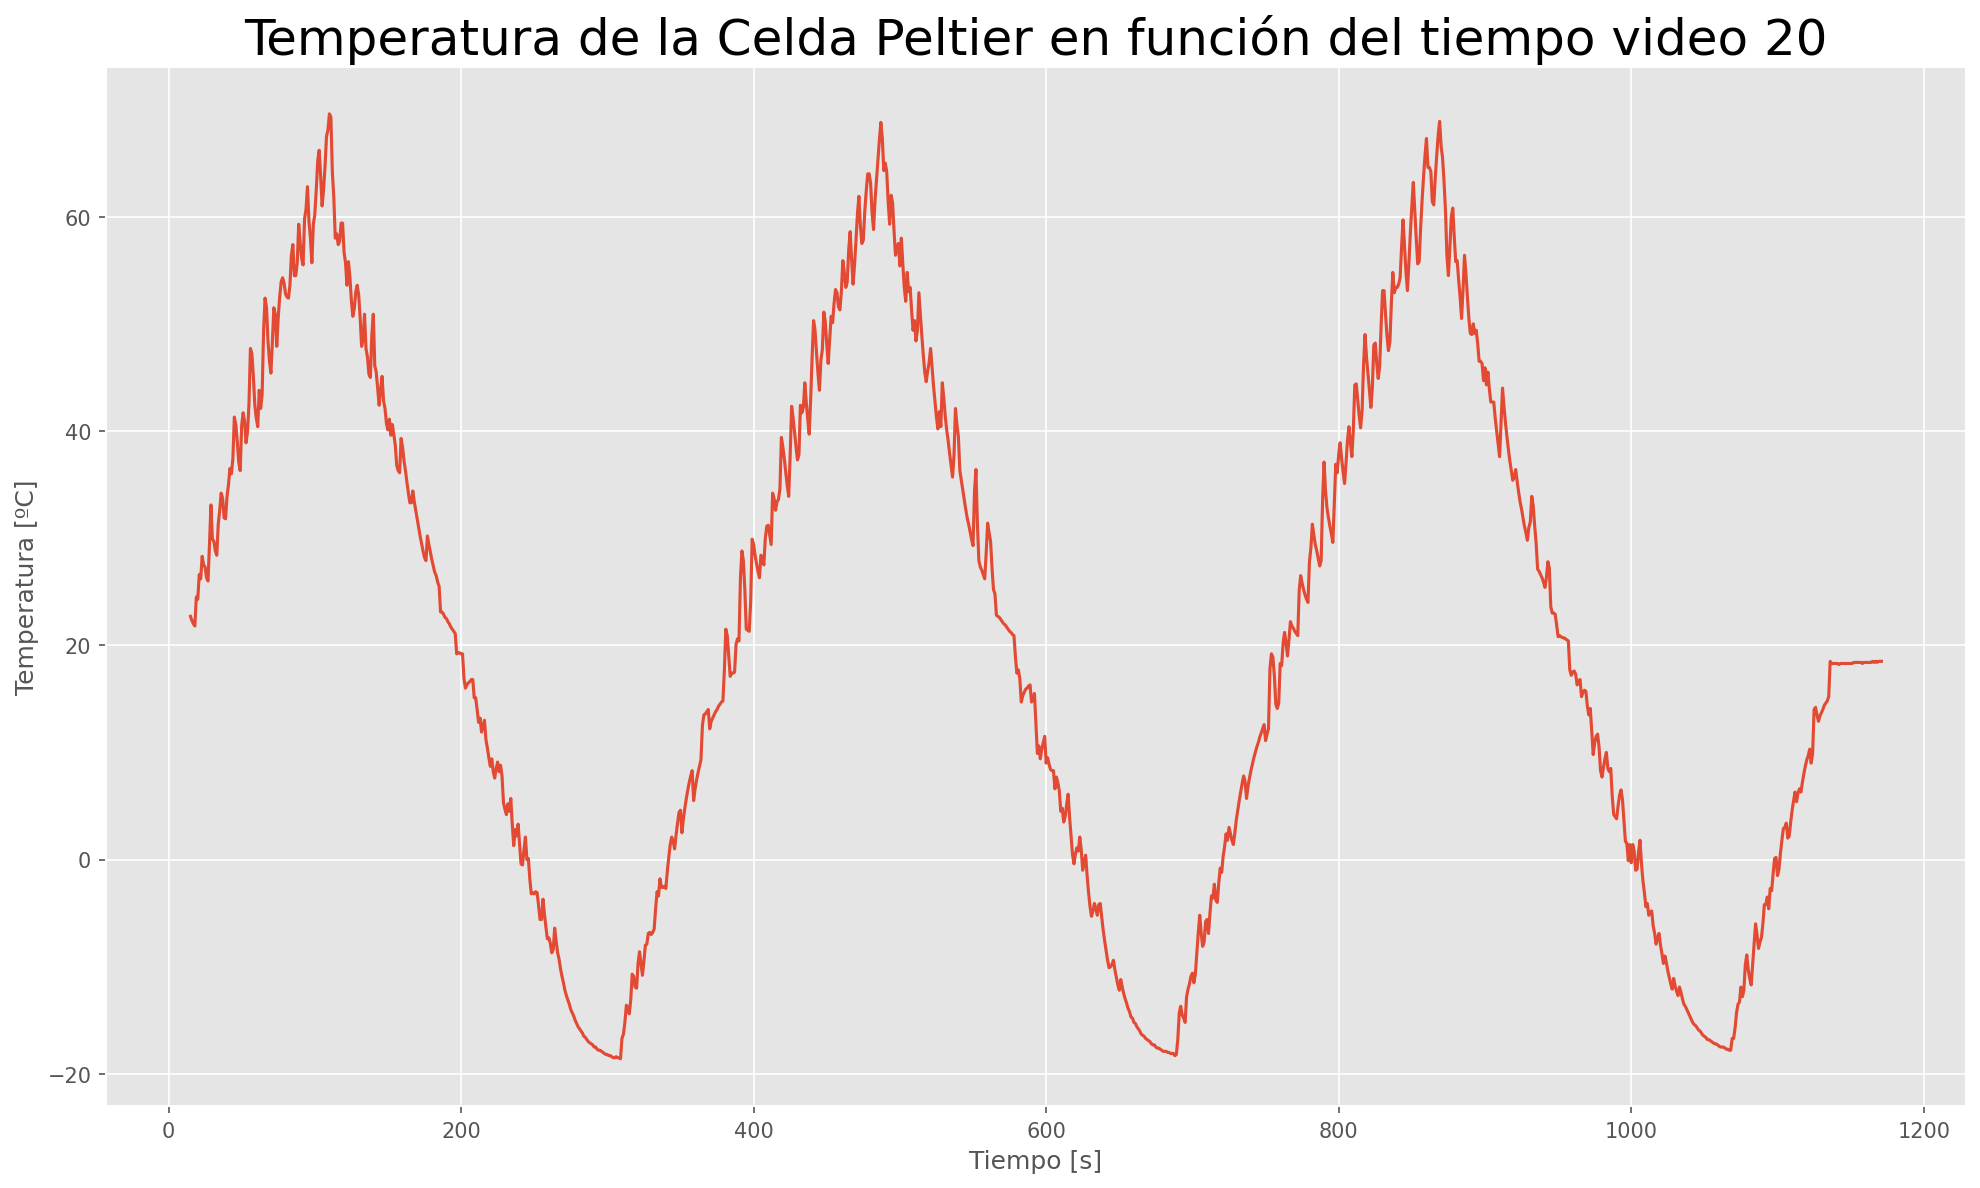 Temperatura de la Celda Peltier en función del tiempo video 20
Temperatura [ºC]
60
40
20
0
−20
0 200 400 600 800 1000 1200
Tiempo [s]